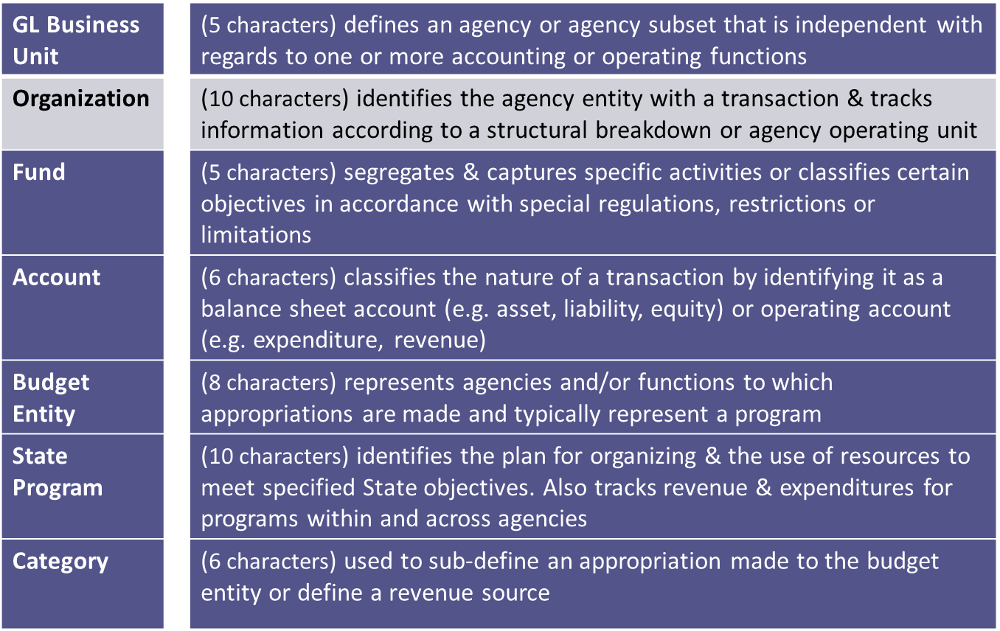 GL Business
Unit
(5 characters) defines an agency or agency subset that is independent with
regards to one or more accounting or operating functions
Organization
(10 characters) identifies the agency entity with a transaction & tracks
information according to a structural breakdown or agency operating unit
Fund
(5 characters) segregates & captures specific activities or classifies certain
objectives in accordance with special regulations, restrictions or
limitations
Account
(6 characters) classifies the nature of a transaction by identifying it as a
balance sheet account (e.g. asset, liability, equity) or operating account
(e.g. expenditure, revenue)
Budget
Entity
(8 characters) represents agencies and/or functions to which
appropriations are made and typically represent a program
State
Program
(10 characters) identifies the plan for organizing & the use of resources to
meet specified State objectives. Also tracks revenue & expenditures for
programs within and across agencies
Category
(6 characters) used to sub-define an appropriation made to the budget
entity or define a revenue source